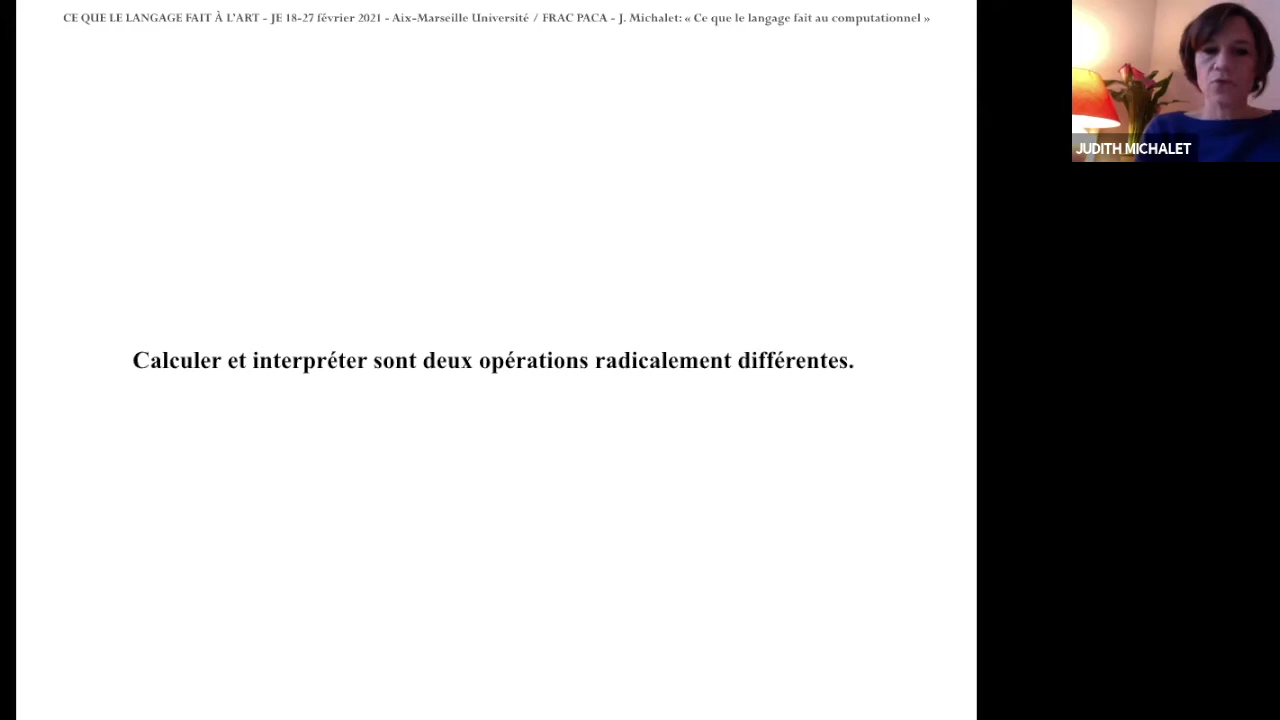 CE QUE LE LANGAGE FAIT À L'ART - JE 18-27 février 2021 - Aix-Marseille Université / FRAC PACA - J. Michalet: « Ce que le langage fait au computationnel »
JUDITH MICHALET
Calculer et interpréter sont deux opérations radicalement différentes.